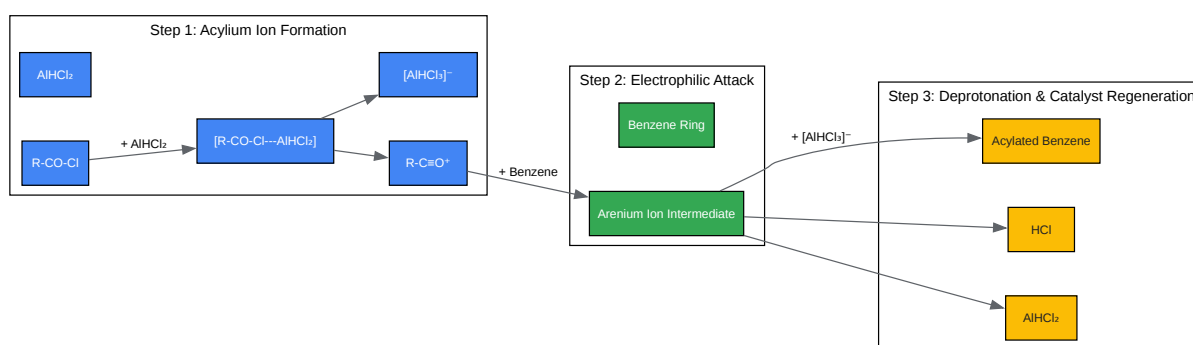 Step 1: Acylium Ion Formation
AlHCl₂
[AlHCl₃]⁻
R-CO-Cl
+ AlHCl₂
[R-CO-Cl---AlHCl₂]
R-C≡O⁺
+ Benzene
Step 2: Electrophilic Attack
Benzene Ring
Arenium Ion Intermediate
+ [AlHCl₃]⁻
Step 3: Deprotonation & Catalyst Regeneration
Acylated Benzene
HCl
AlHCl₂